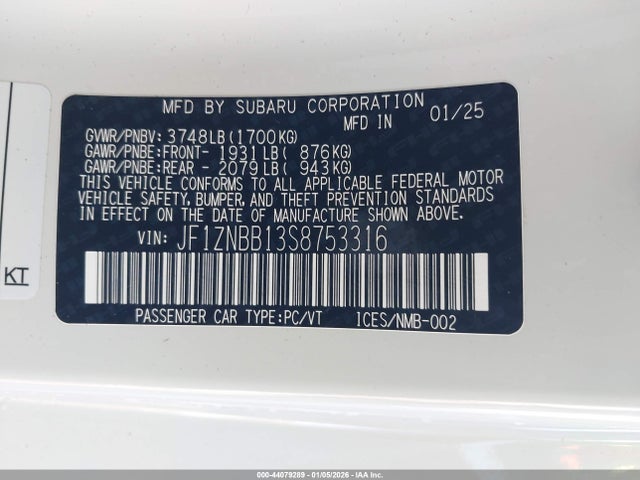 MFD BY SUBARU CORPORATION
MFD IN 01/25
GVWR/PNBV: 3748LB(1700KG)
GAWR/PNBE:FRONT- 1931LB( 876KG)
GAWR/PNBE:REAR - 2079LB( 943KG)
THIS VEHICLE CONFORMS TO ALL APPLICABLE FEDERAL MOTOR
VEHICLE SAFETY, BUMPER, AND THEFT PREVENTION STANDARDS
IN EFFECT ON THE DATE OF MANUFACTURE SHOWN ABOVE.
VIN: JF1ZNBB13S8753316
KT
PASSENGER CAR TYPE:PC/VT ICES/NMB-002
000-44079289 - 01/05/2026 - IAA Holdings, LLC.